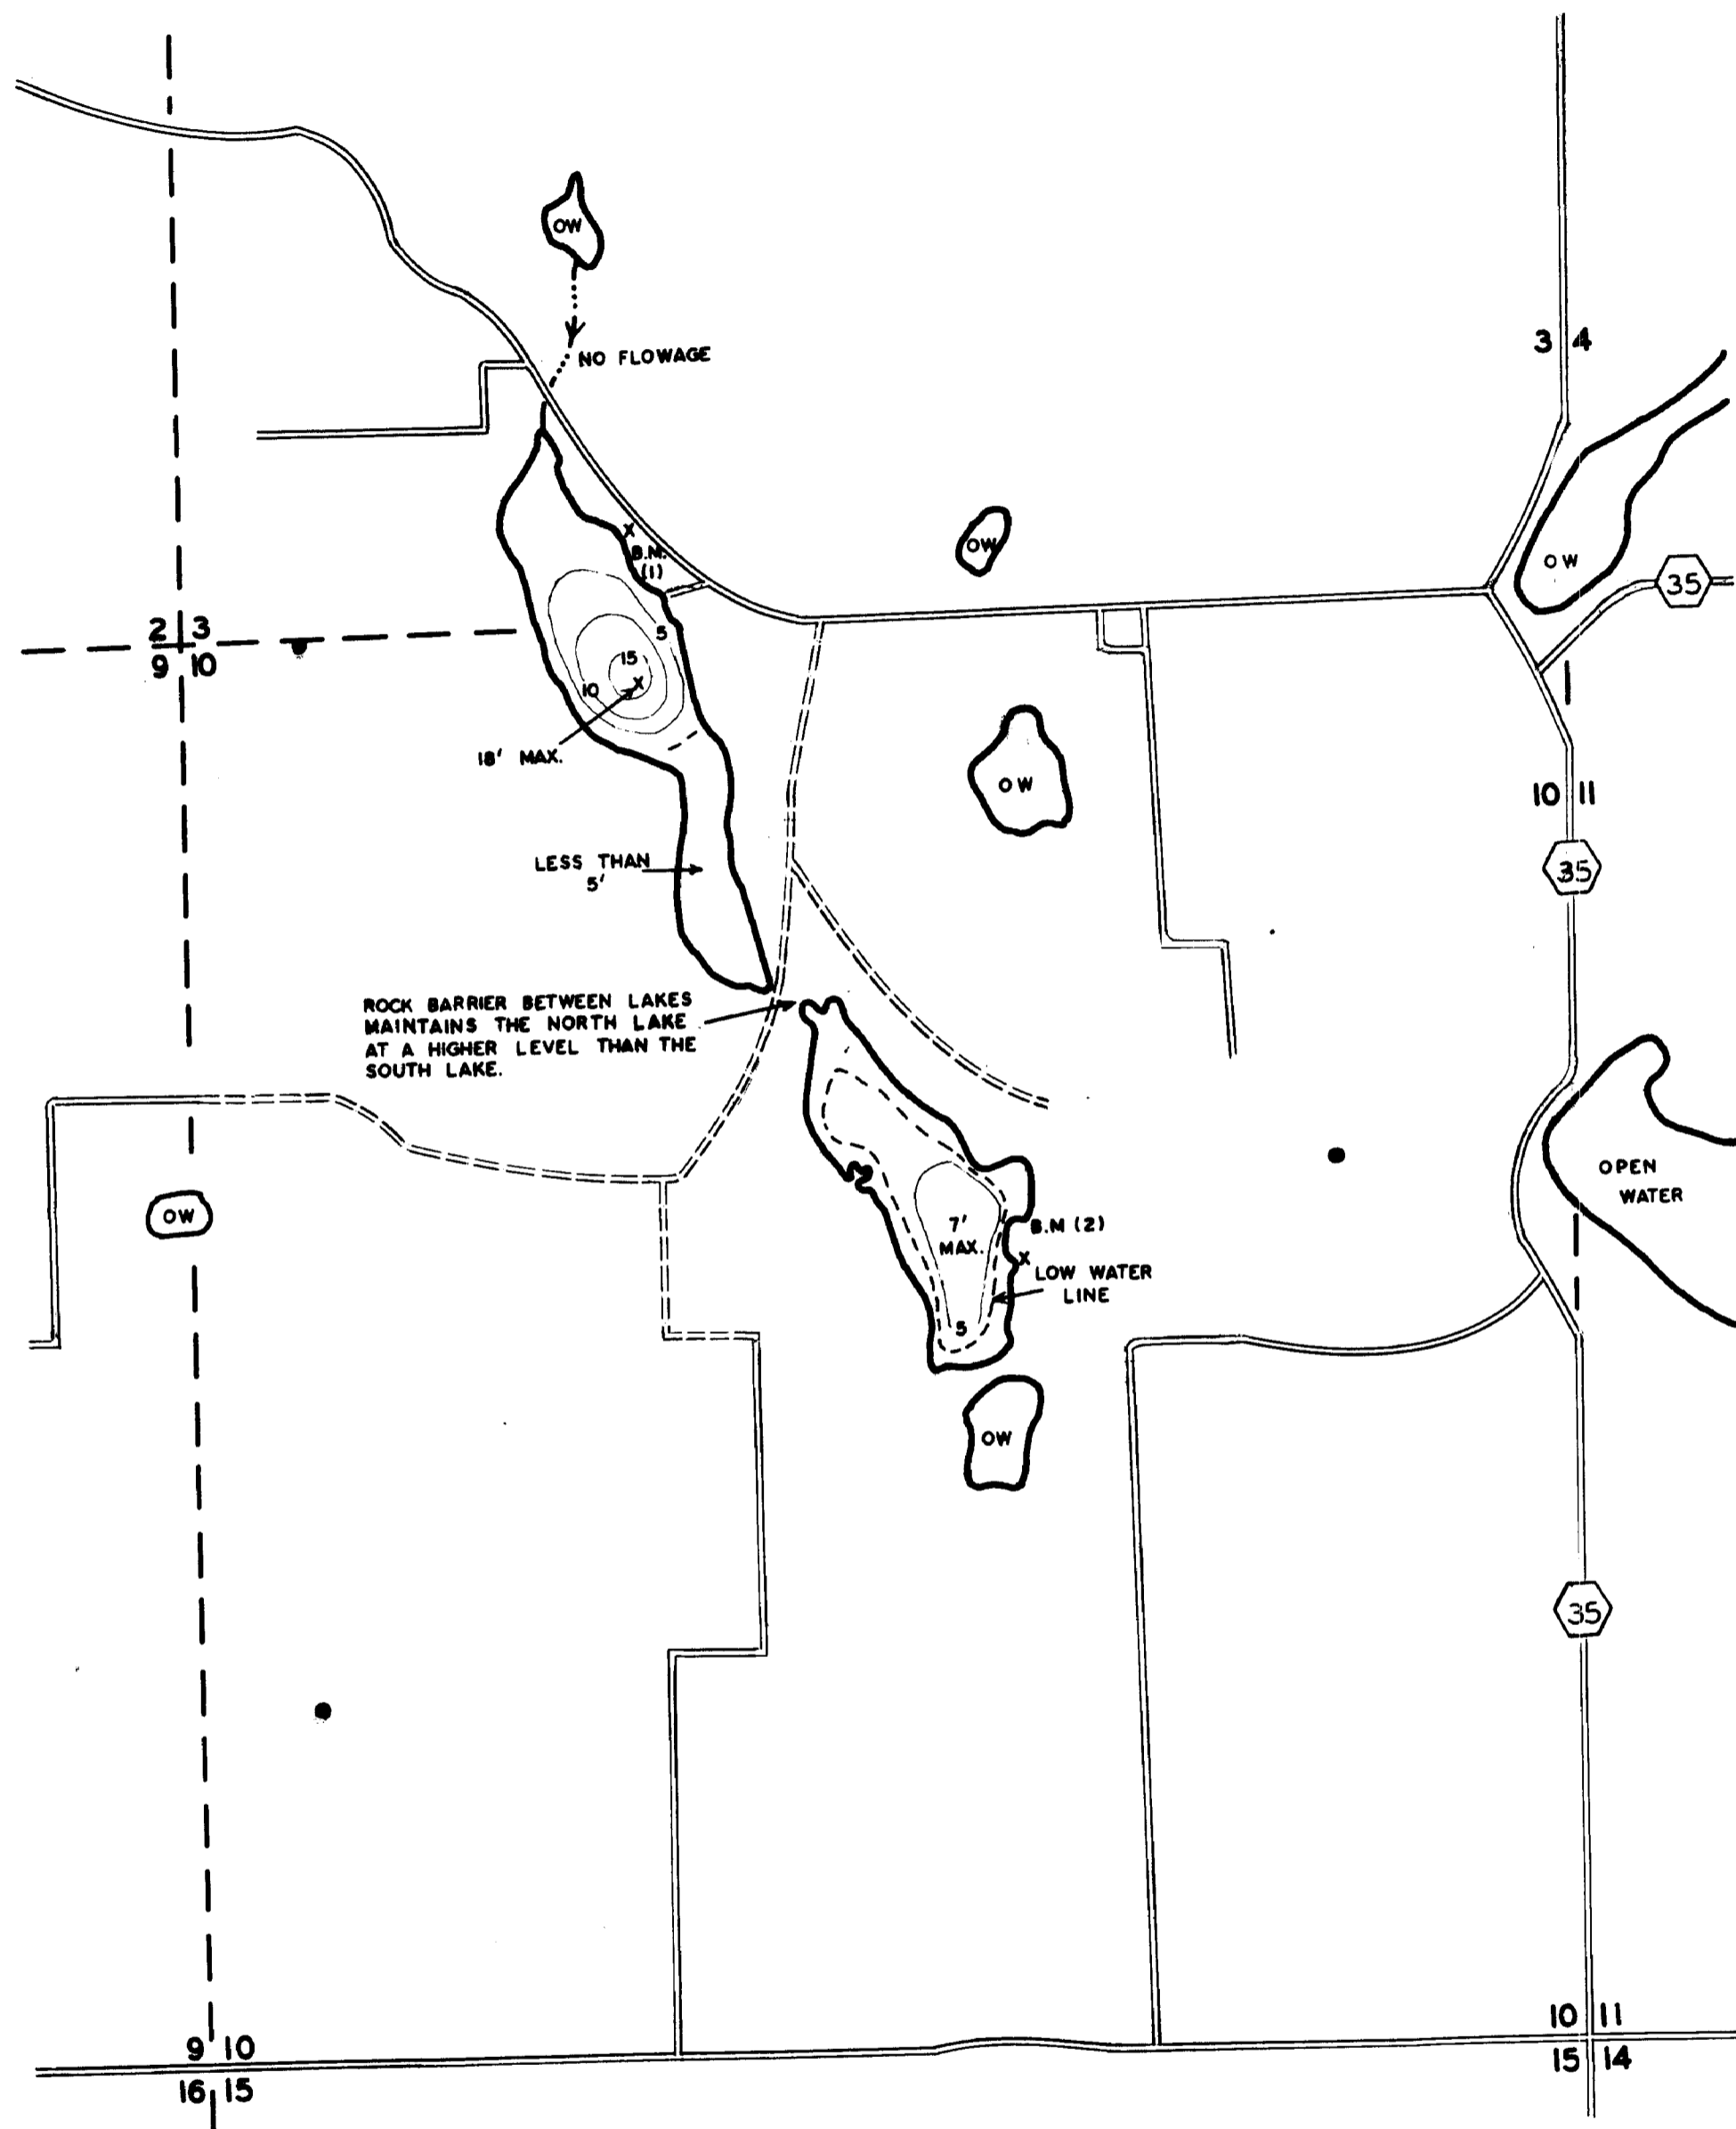 OW
NO FLOWAGE
3 4
OW
OW
35
B.M.
(1)
2 3
9 10
5
15
10
18' MAX.
OW
10 11
35
LESS THAN
5'
ROCK BARRIER BETWEEN LAKES
MAINTAINS THE NORTH LAKE
AT A HIGHER LEVEL THAN THE
SOUTH LAKE.
OPEN
WATER
OW
7'
MAX.
B.M (2)
LOW WATER
LINE
5
OW
35
9 10
16 15
10 11
15 14